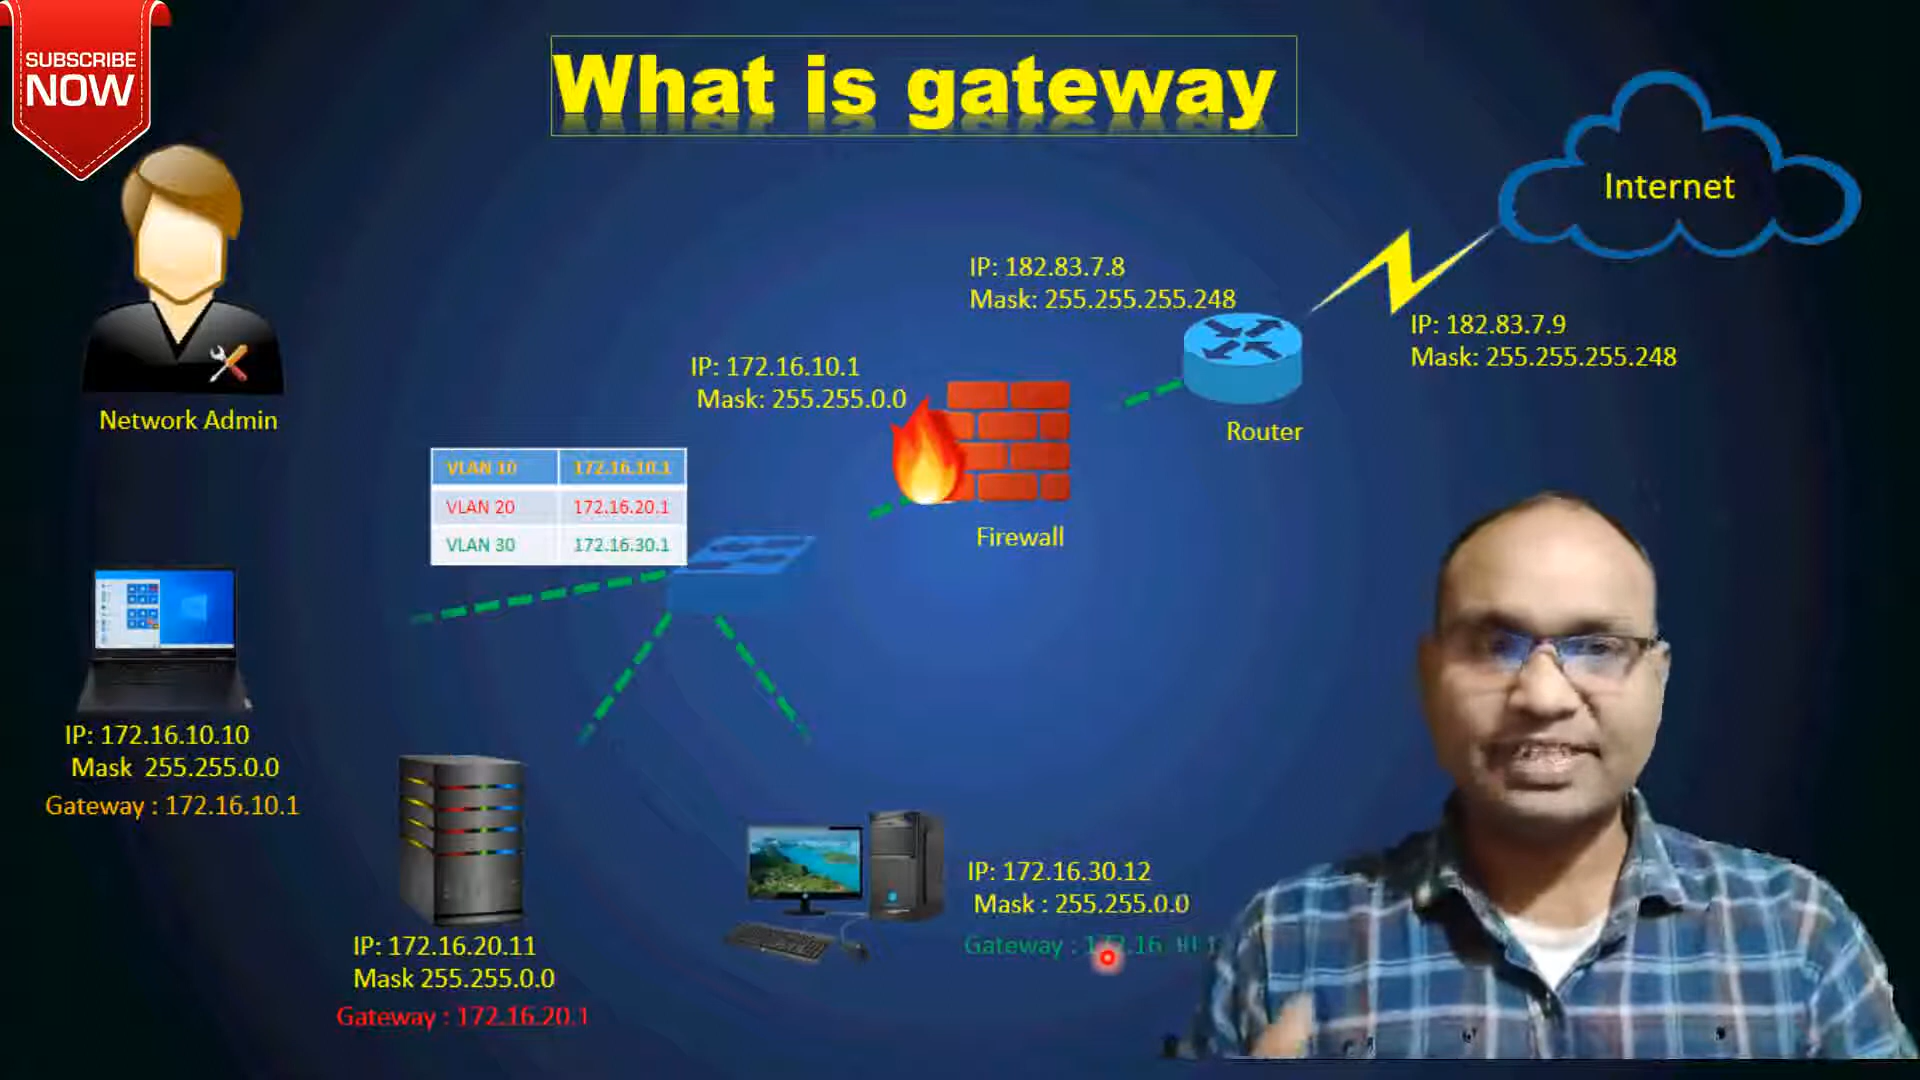 SUBSCRIBE
NOW
What is gateway
Internet
IP: 182.83.7.8
Mask: 255.255.255.248
IP: 182.83.7.9
Mask: 255.255.255.248
IP: 172.16.10.1
Mask: 255.255.0.0
Network Admin
Router
VLAN 10 172.16.10.1
VLAN 20 172.16.20.1
VLAN 30 172.16.30.1
Firewall
IP: 172.16.10.10
Mask 255.255.0.0
Gateway : 172.16.10.1
IP: 172.16.30.12
Mask : 255.255.0.0
Gateway :
IP: 172.16.20.11
Mask 255.255.0.0
Gateway : 172.16.20.1